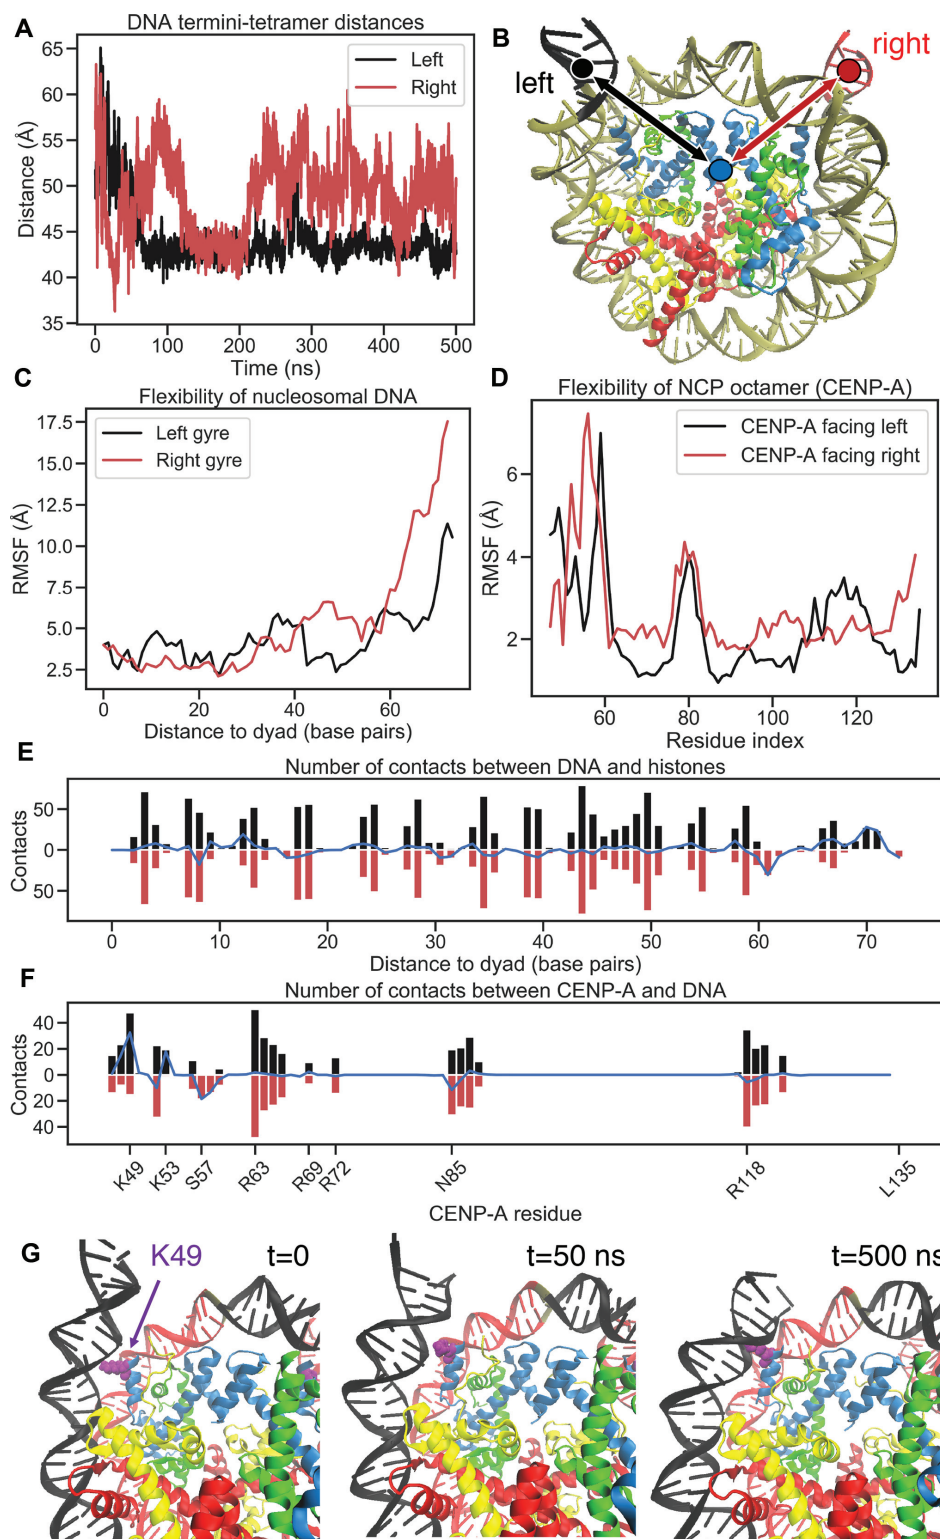 A
DNA termini-tetramer distances
Left
Right
Distance (Å)
65
60
55
50
45
40
35
0
100
200
300
400
500
Time (ns)
B
left
right
C
Flexibility of nucleosomal DNA
Left gyre
Right gyre
RMSF (Å)
17.5
15.0
12.5
10.0
7.5
5.0
2.5
0
20
40
60
Distance to dyad (base pairs)
D
Flexibility of NCP octamer (CENP-A)
CENP-A facing left
CENP-A facing right
RMSF (Å)
6
4
2
60
80
100
120
Residue index
E
Number of contacts between DNA and histones
Contacts
50
0
50
0
10
20
30
40
50
60
70
Distance to dyad (base pairs)
F
Number of contacts between CENP-A and DNA
Contacts
40
20
0
20
40
K49
K53
S57
R63
R69
R72
N85
R118
L135
CENP-A residue
G
K49
t=0
t=50 ns
t=500 ns